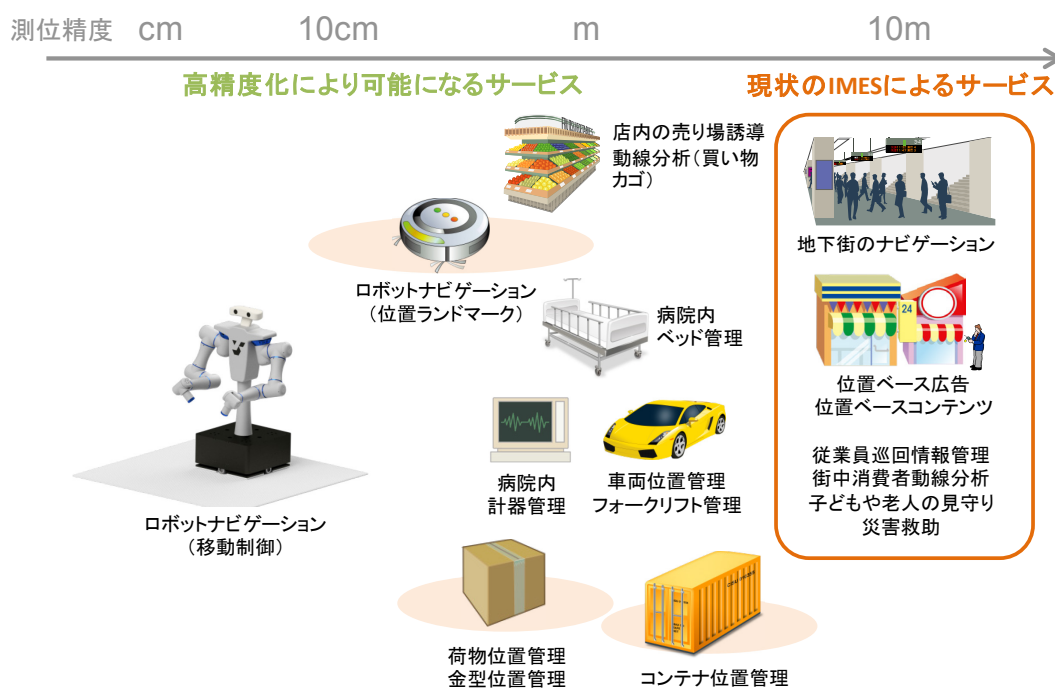 測位精度 cm 10cm m 10m
高精度化により可能になるサービス
現状のIMESによるサービス
店内の売り場誘導
動線分析(買い物
カゴ)
地下街のナビゲーション
ロボットナビゲーション
(位置ランドマーク)
病院内
ベッド管理
24
位置ベース広告
位置ベースコンテンツ
病院内
計器管理
車両位置管理
フォークリフト管理
従業員巡回情報管理
街中消費者動線分析
子どもや老人の見守り
災害救助
ロボットナビゲーション
(移動制御)
荷物位置管理
金型位置管理
コンテナ位置管理